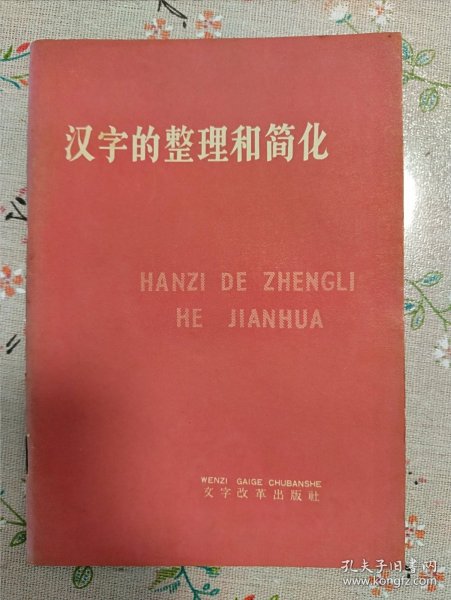 汉字的整理和简化
HANZI DE ZHENGLI
HE JIANHUA
WENZI GAIGE CHUBANSHE
文字改革出版社
孔夫子旧书网
www.kongfz.com